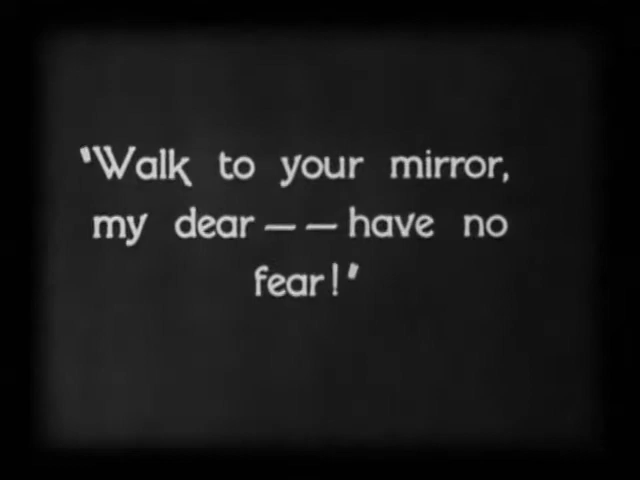 "Walk to your mirror,
my dear — — have no
fear!"